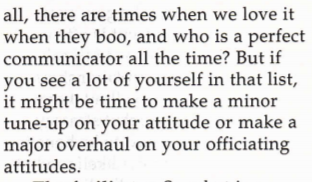 all, there are times when we love it
when they boo, and who is a perfect
communicator all the time? But if
you see a lot of yourself in that list,
it might be time to make a minor
tune-up on your attitude or make a
major overhaul on your officiating
attitudes.